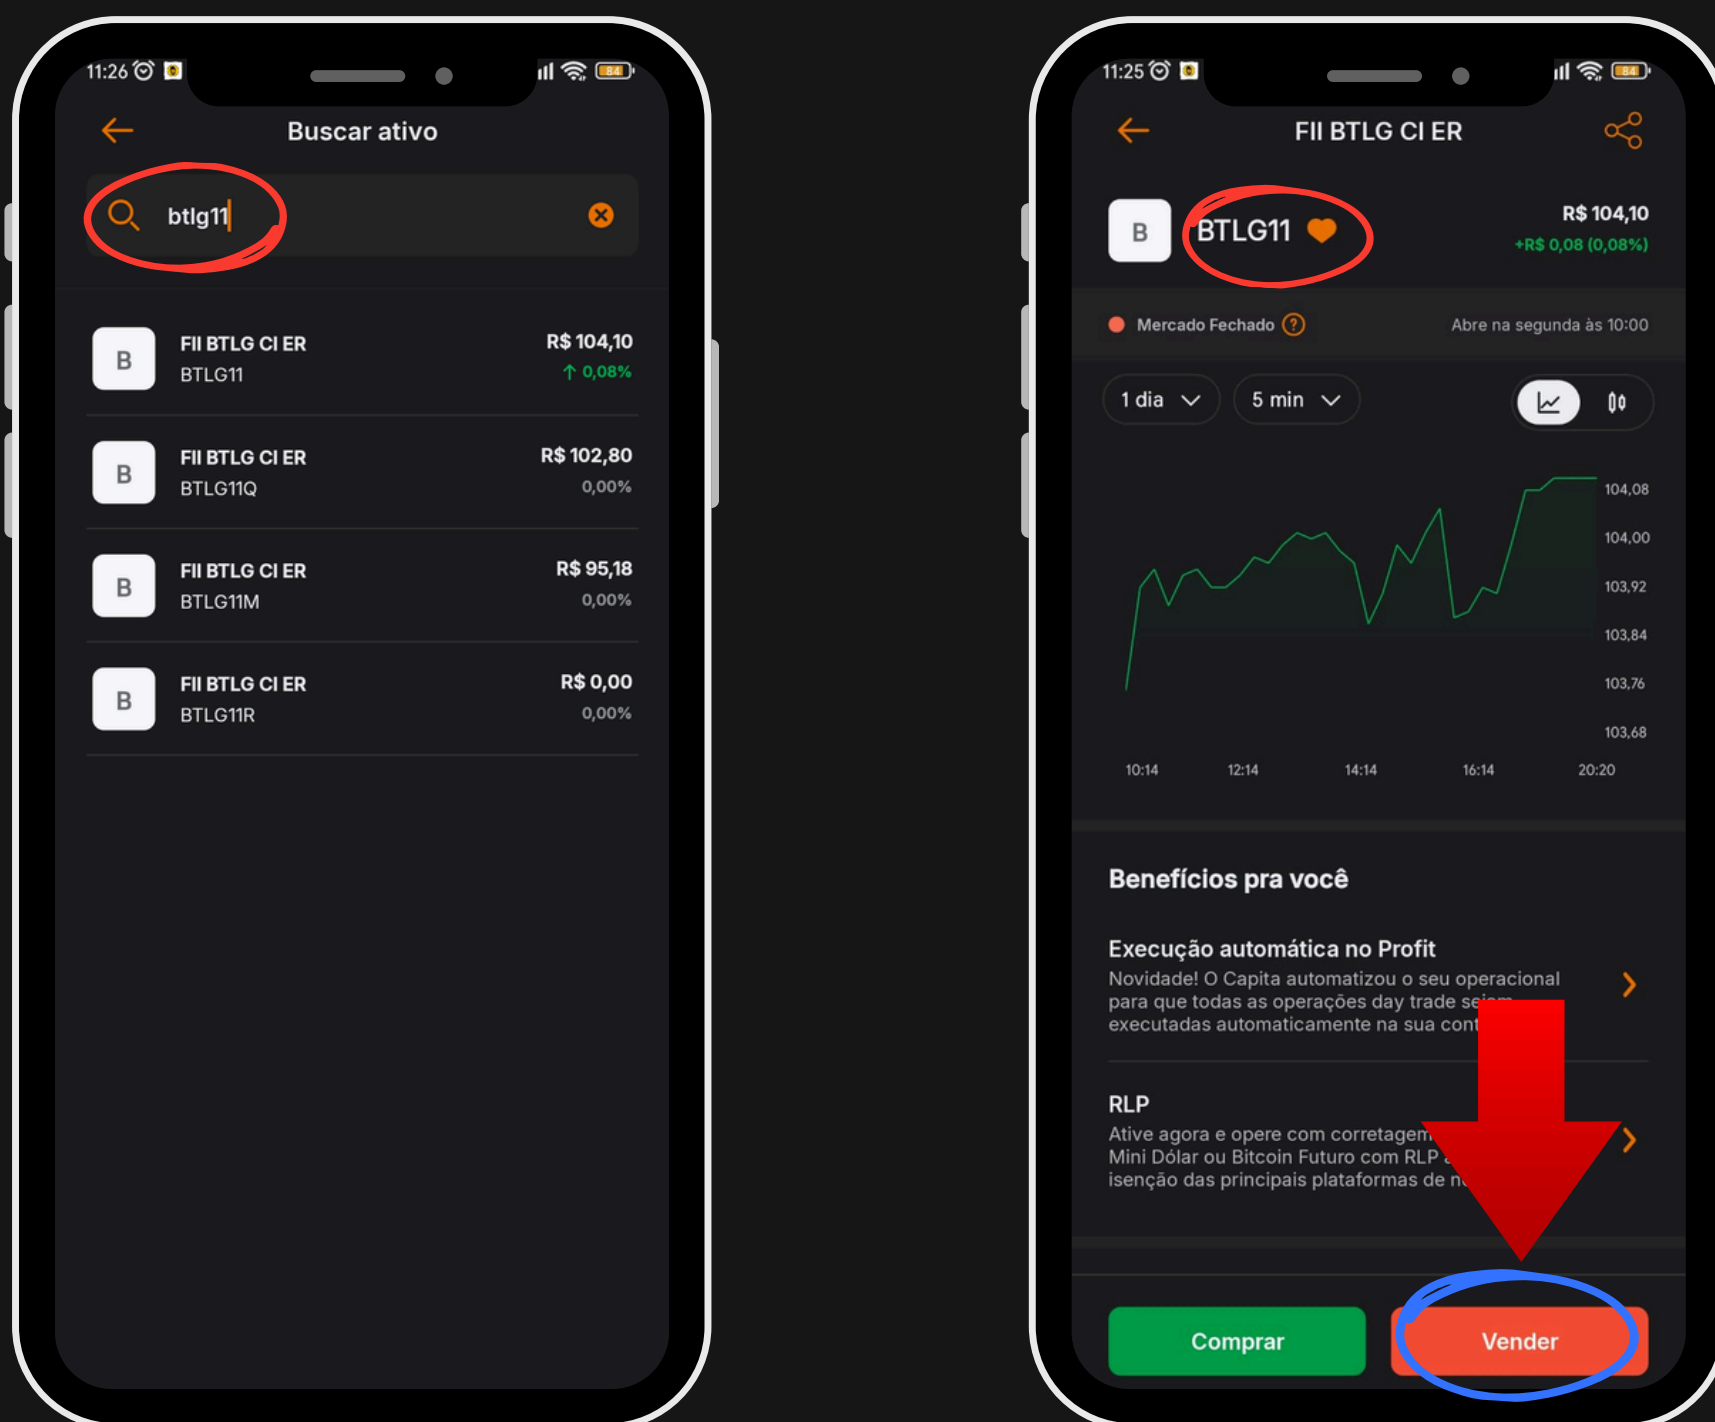 11:26
84
Buscar ativo
btlg11
B
FII BTLG CI ER
BTLG11
R$ 104,10
↑ 0,08%
B
FII BTLG CI ER
BTLG11Q
R$ 102,80
0,00%
B
FII BTLG CI ER
BTLG11M
R$ 95,18
0,00%
B
FII BTLG CI ER
BTLG11R
R$ 0,00
0,00%
11:25
84
FII BTLG CI ER
B
BTLG11
R$ 104,10
+R$ 0,08 (0,08%)
Mercado Fechado ?
Abre na segunda às 10:00
1 dia
5 min
104,08
104,00
103,92
103,84
103,76
103,68
10:14 12:14 14:14 16:14 20:20
Benefícios pra você
Execução automática no Profit
Novidade! O Capita automatizou o seu operacional
para que todas as operações day trade
executadas automaticamente na sua
RLP
Ative agora e opere com corretagem
Mini Dólar ou Bitcoin Futuro com RLP
isenção das principais plataformas de
Comprar
Vender